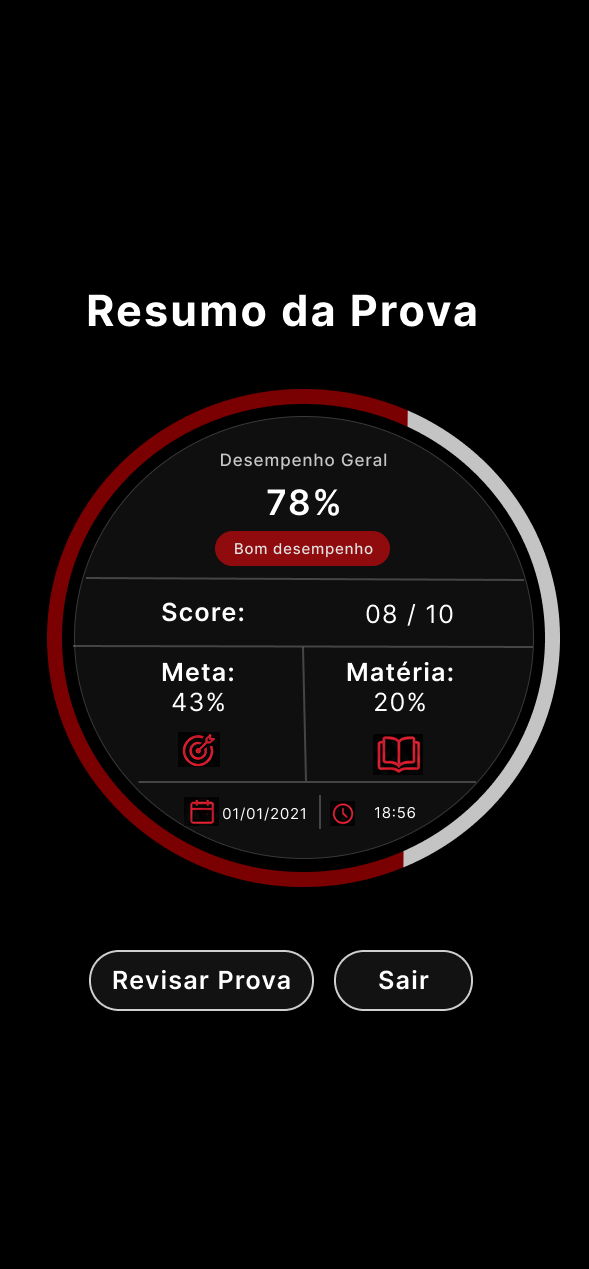 Resumo da Prova
Desempenho Geral
78%
Bom desempenho
Score: 08 / 10
Meta: Matéria:
43% 20%
01/01/2021 18:56
Revisar Prova Sair